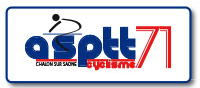 asptt 71
CHALON SUR SAONE cyclisme